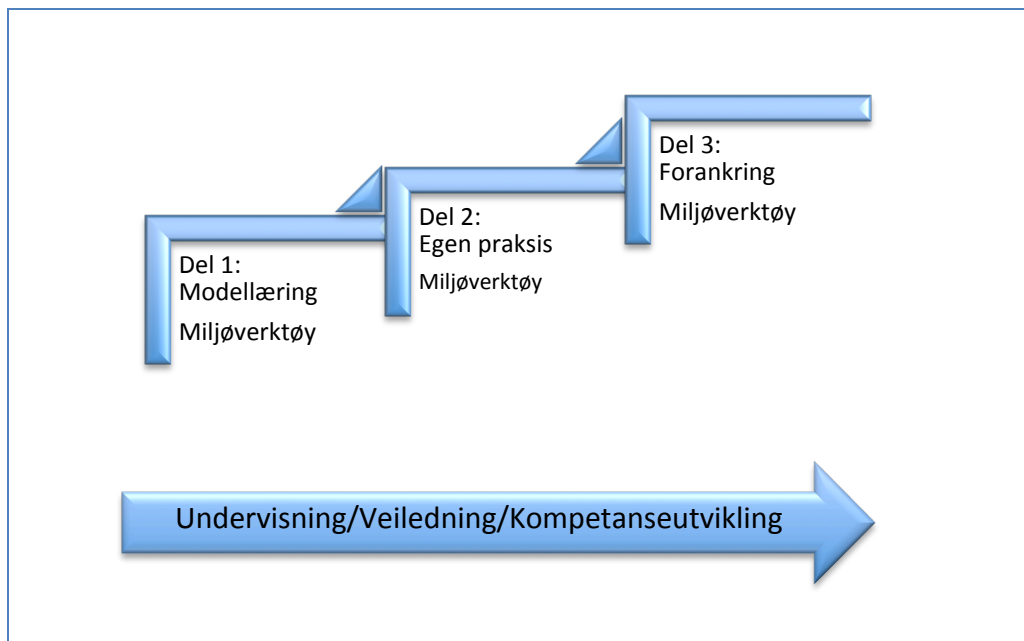 Del 1:
Modellæring
Miljøverktøy
Del 2:
Egen praksis
Miljøverktøy
Del 3:
Forankring
Miljøverktøy
Undervisning/Veiledning/Kompetanseutvikling